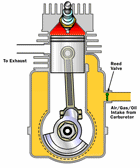 To Exhaust
Reed
Valve
Air/Gas/Oil
Intake from
Carburetor